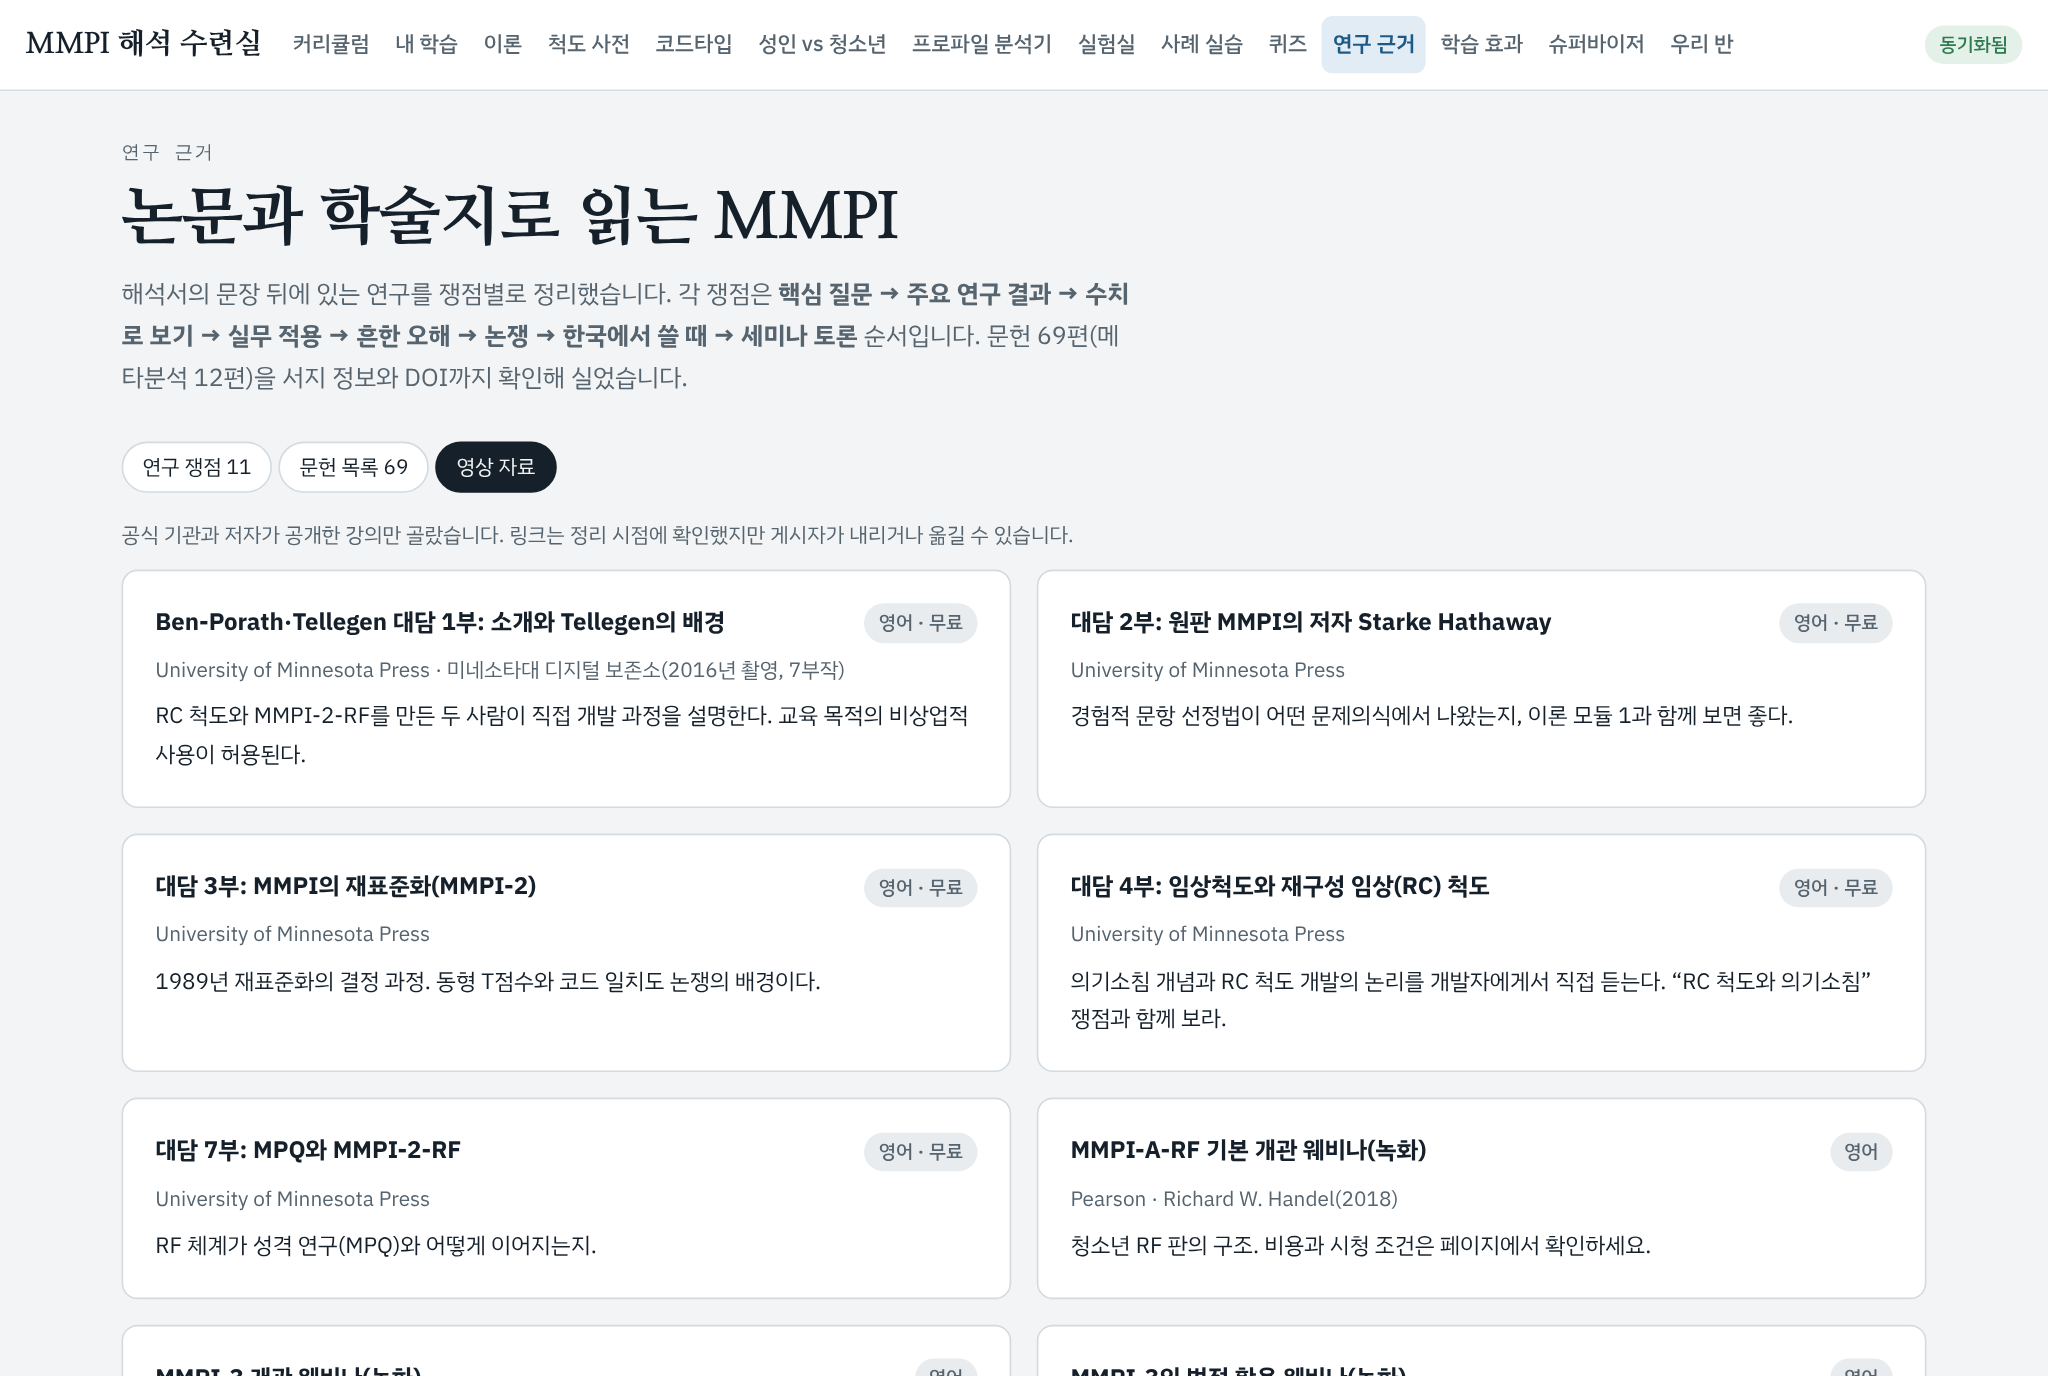 MMPI 해석 수련실
커리큘럼
내 학습
이론
척도 사전
코드타입
성인 vs 청소년
프로파일 분석기
실험실
사례 실습
퀴즈
연구 근거
학습 효과
슈퍼바이저
우리 반
동기화됨
연구 근거
논문과 학술지로 읽는 MMPI
해석서의 문장 뒤에 있는 연구를 쟁점별로 정리했습니다. 각 쟁점은 핵심 질문 → 주요 연구 결과 → 수치
로 보기 → 실무 적용 → 흔한 오해 → 논쟁 → 한국에서 쓸 때 → 세미나 토론 순서입니다. 문헌 69편(메
타분석 12편)을 서지 정보와 DOI까지 확인해 실었습니다.
연구 쟁점 11
문헌 목록 69
영상 자료
공식 기관과 저자가 공개한 강의만 골랐습니다. 링크는 정리 시점에 확인했지만 게시자가 내리거나 옮길 수 있습니다.
Ben-Porath·Tellegen 대담 1부: 소개와 Tellegen의 배경
영어 · 무료
University of Minnesota Press · 미네소타대 디지털 보존소(2016년 촬영, 7부작)
RC 척도와 MMPI-2-RF를 만든 두 사람이 직접 개발 과정을 설명한다. 교육 목적의 비상업적
사용이 허용된다.
대담 2부: 원판 MMPI의 저자 Starke Hathaway
영어 · 무료
University of Minnesota Press
경험적 문항 선정법이 어떤 문제의식에서 나왔는지, 이론 모듈 1과 함께 보면 좋다.
대담 3부: MMPI의 재표준화(MMPI-2)
영어 · 무료
University of Minnesota Press
1989년 재표준화의 결정 과정. 동형 T점수와 코드 일치도 논쟁의 배경이다.
대담 4부: 임상척도와 재구성 임상(RC) 척도
영어 · 무료
University of Minnesota Press
의기소침 개념과 RC 척도 개발의 논리를 개발자에게서 직접 듣는다. “RC 척도와 의기소침”
쟁점과 함께 보라.
대담 7부: MPQ와 MMPI-2-RF
영어 · 무료
University of Minnesota Press
RF 체계가 성격 연구(MPQ)와 어떻게 이어지는지.
MMPI-A-RF 기본 개관 웨비나(녹화)
영어
Pearson · Richard W. Handel(2018)
청소년 RF 판의 구조. 비용과 시청 조건은 페이지에서 확인하세요.
MMPI-3 개관 웨비나(녹화)
영어
MMPI-3의 법정 활용 웨비나(녹화)
영어